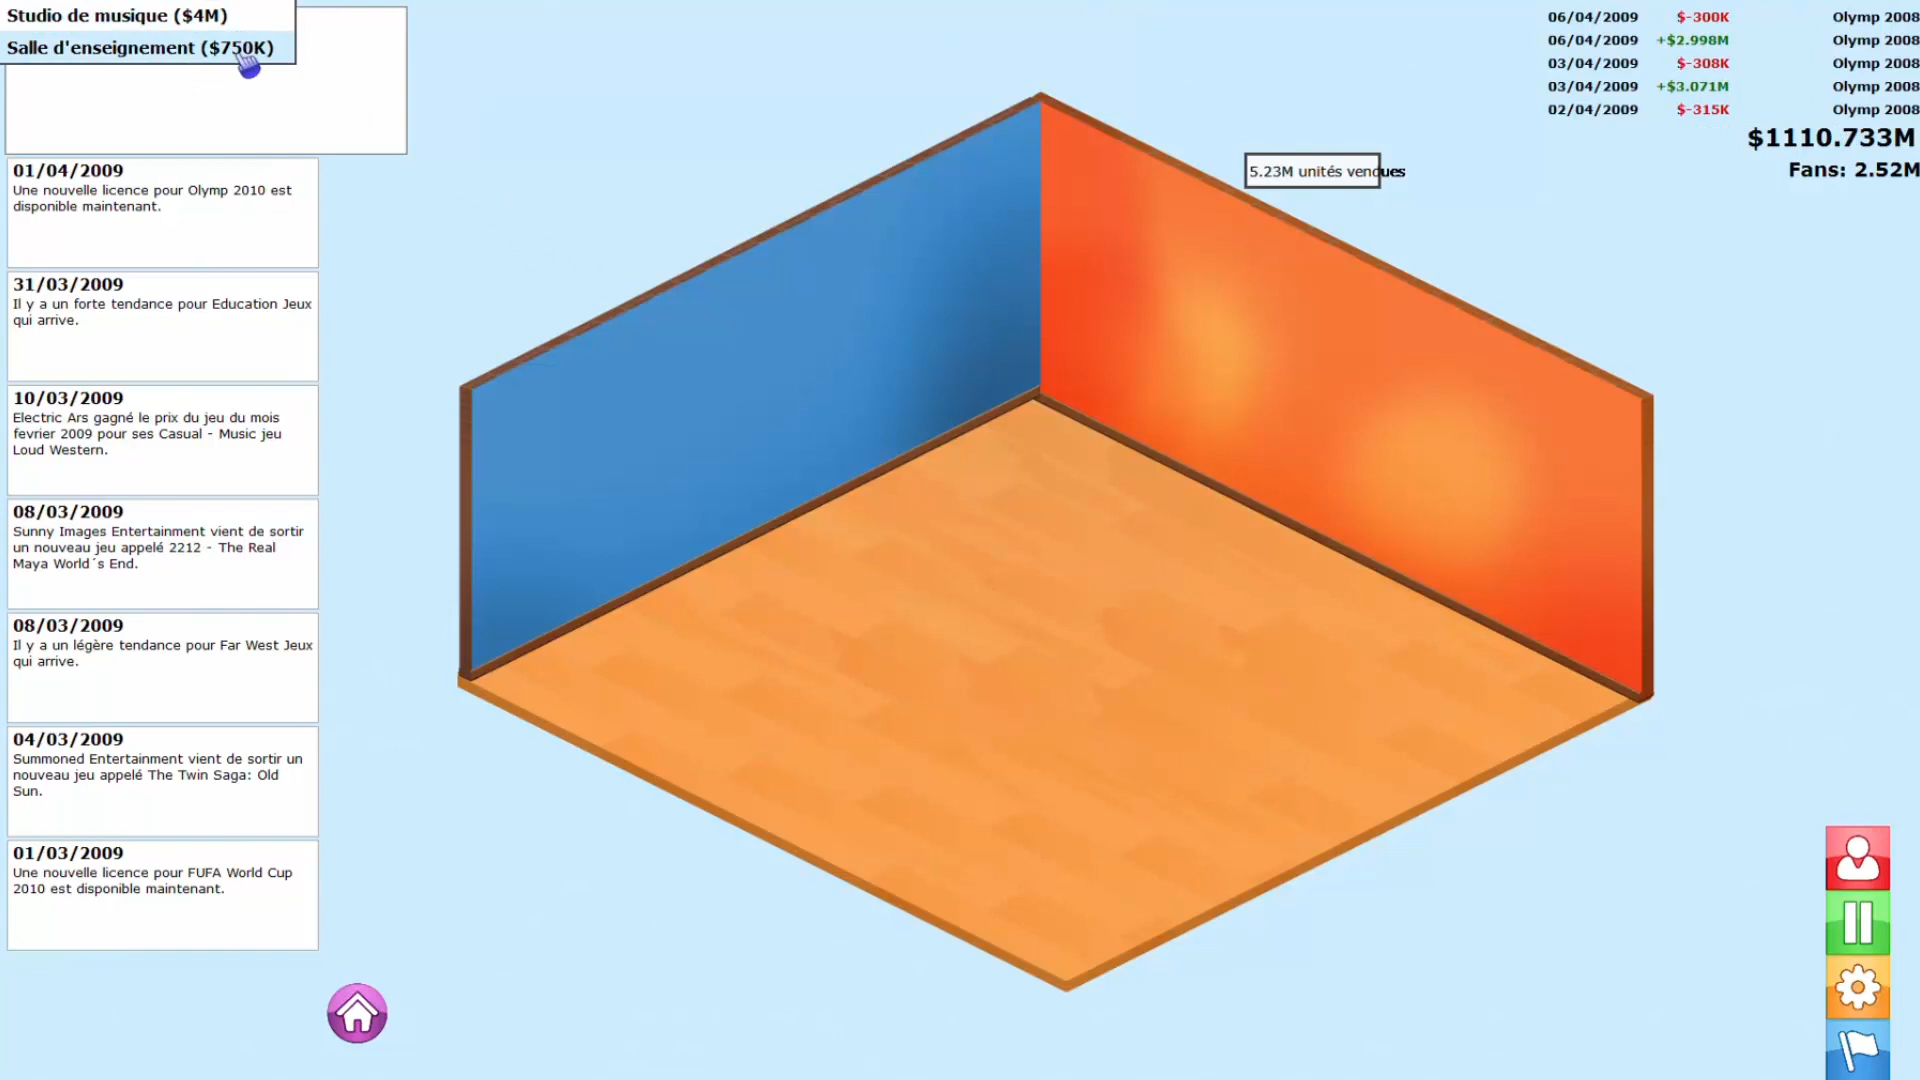 Studio de musique ($4M)
Salle d'enseignement ($750K)
01/04/2009
Une nouvelle licence pour Olymp 2010 est
disponible maintenant.
31/03/2009
Il y a un forte tendance pour Education Jeux
qui arrive.
10/03/2009
Electric Ars gagné le prix du jeu du mois
fevrier 2009 pour ses Casual - Music jeu
Loud Western.
08/03/2009
Sunny Images Entertainment vient de sortir
un nouveau jeu appelé 2212 - The Real
Maya World´s End.
08/03/2009
Il y a un légère tendance pour Far West Jeux
qui arrive.
04/03/2009
Summoned Entertainment vient de sortir un
nouveau jeu appelé The Twin Saga: Old
Sun.
01/03/2009
Une nouvelle licence pour FUFA World Cup
2010 est disponible maintenant.
5.23M unités vendues
06/04/2009 $-300K Olymp 2008
06/04/2009 +$2.998M Olymp 2008
03/04/2009 $-308K Olymp 2008
03/04/2009 +$3.071M Olymp 2008
02/04/2009 $-315K Olymp 2008
$1110.733M
Fans: 2.52M